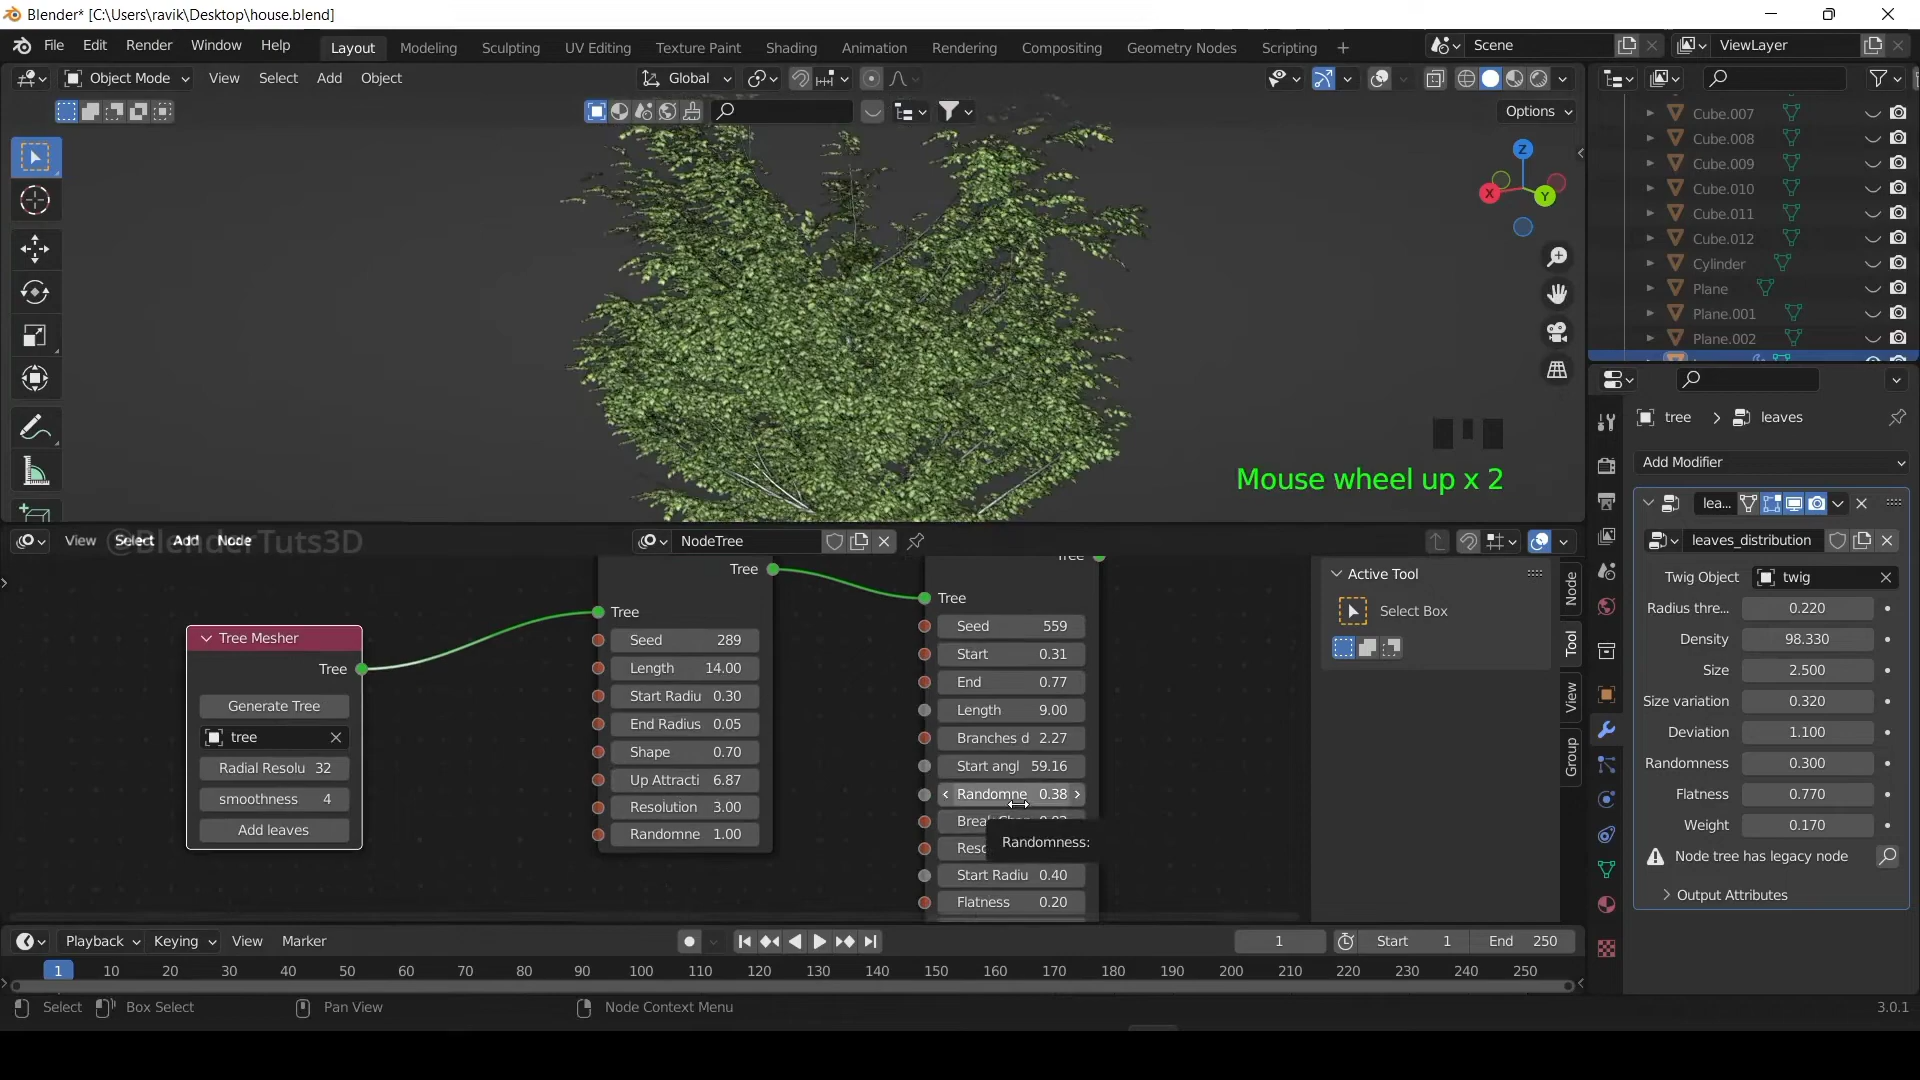 Blender* [C:\Users\ravik\Desktop\house.blend]
File Edit Render Window Help Layout Modeling Sculpting UV Editing Texture Paint Shading Animation Rendering Compositing Geometry Nodes Scripting + Scene ViewLayer
Object Mode View Select Add Object Global
Options
Cube.007
Cube.008
Cube.009
Cube.010
Cube.011
Cube.012
Cylinder
Plane
Plane.001
Plane.002
Z
X
Y
Mouse wheel up x 2
tree > leaves
Add Modifier
lea...
leaves_distribution
Twig Object twig
Radius thre... 0.220
Density 98.330
Size 2.500
Size variation 0.320
Deviation 1.100
Randomness 0.300
Flatness 0.770
Weight 0.170
Node tree has legacy node
Output Attributes
View Select Add Node NodeTree
@BlenderTuts3D
Tree Mesher
Tree
Generate Tree
tree
Radial Resolu 32
smoothness 4
Add leaves
Tree
Tree
Seed 289
Length 14.00
Start Radiu 0.30
End Radius 0.05
Shape 0.70
Up Attracti 6.87
Resolution 3.00
Randomne 1.00
Tree
Tree
Seed 559
Start 0.31
End 0.77
Length 9.00
Branches d 2.27
Start angl 59.16
Randomne 0.38
Randomness:
Start Radiu 0.40
Flatness 0.20
Active Tool
Select Box
Node
Tool
View
Group
Playback Keying View Marker 1 Start 1 End 250
1 10 20 30 40 50 60 70 80 90 100 110 120 130 140 150 160 170 180 190 200 210 220 230 240 250
Select Box Select Pan View Node Context Menu 3.0.1